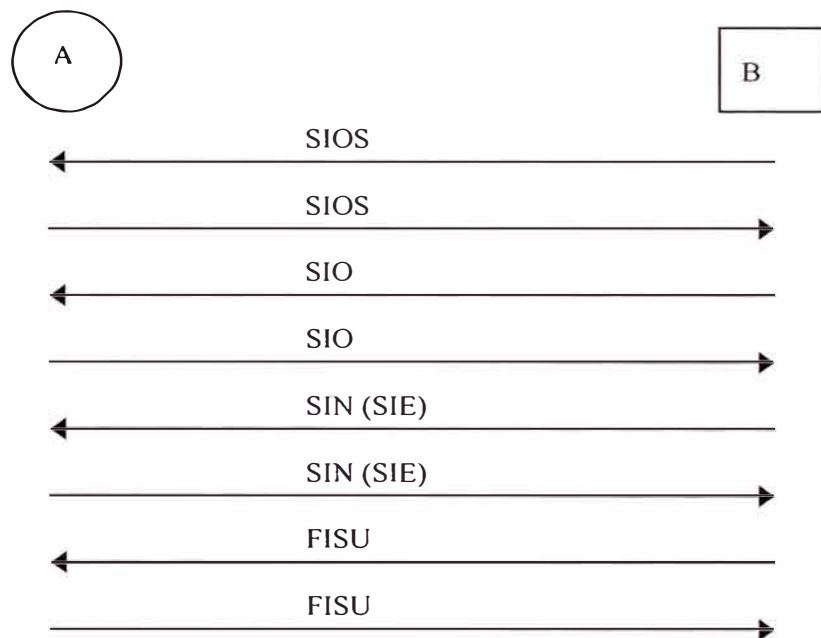 A
B
SIOS
SIOS
SIO
SIO
SIN (SIE)
SIN (SIE)
FISU
FISU